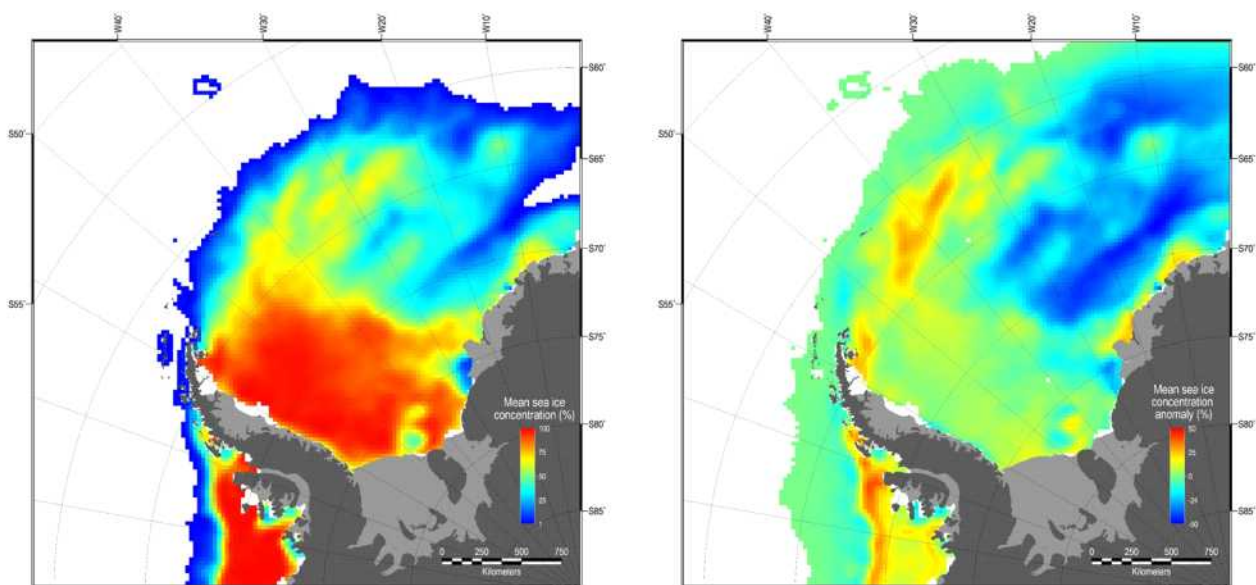 W40°
W30°
W20°
W10°
S60°
S50°
S65°
S70°
S55°
S75°
S80°
S85°
Mean sea ice
concentration (%)
100
75
50
25
1
0 250 500 750
Kilometers
W40°
W30°
W20°
W10°
S60°
S50°
S65°
S70°
S55°
S75°
S80°
S85°
Mean sea ice
concentration
anomaly (%)
50
25
0
-50
0 250 500 750
Kilometers